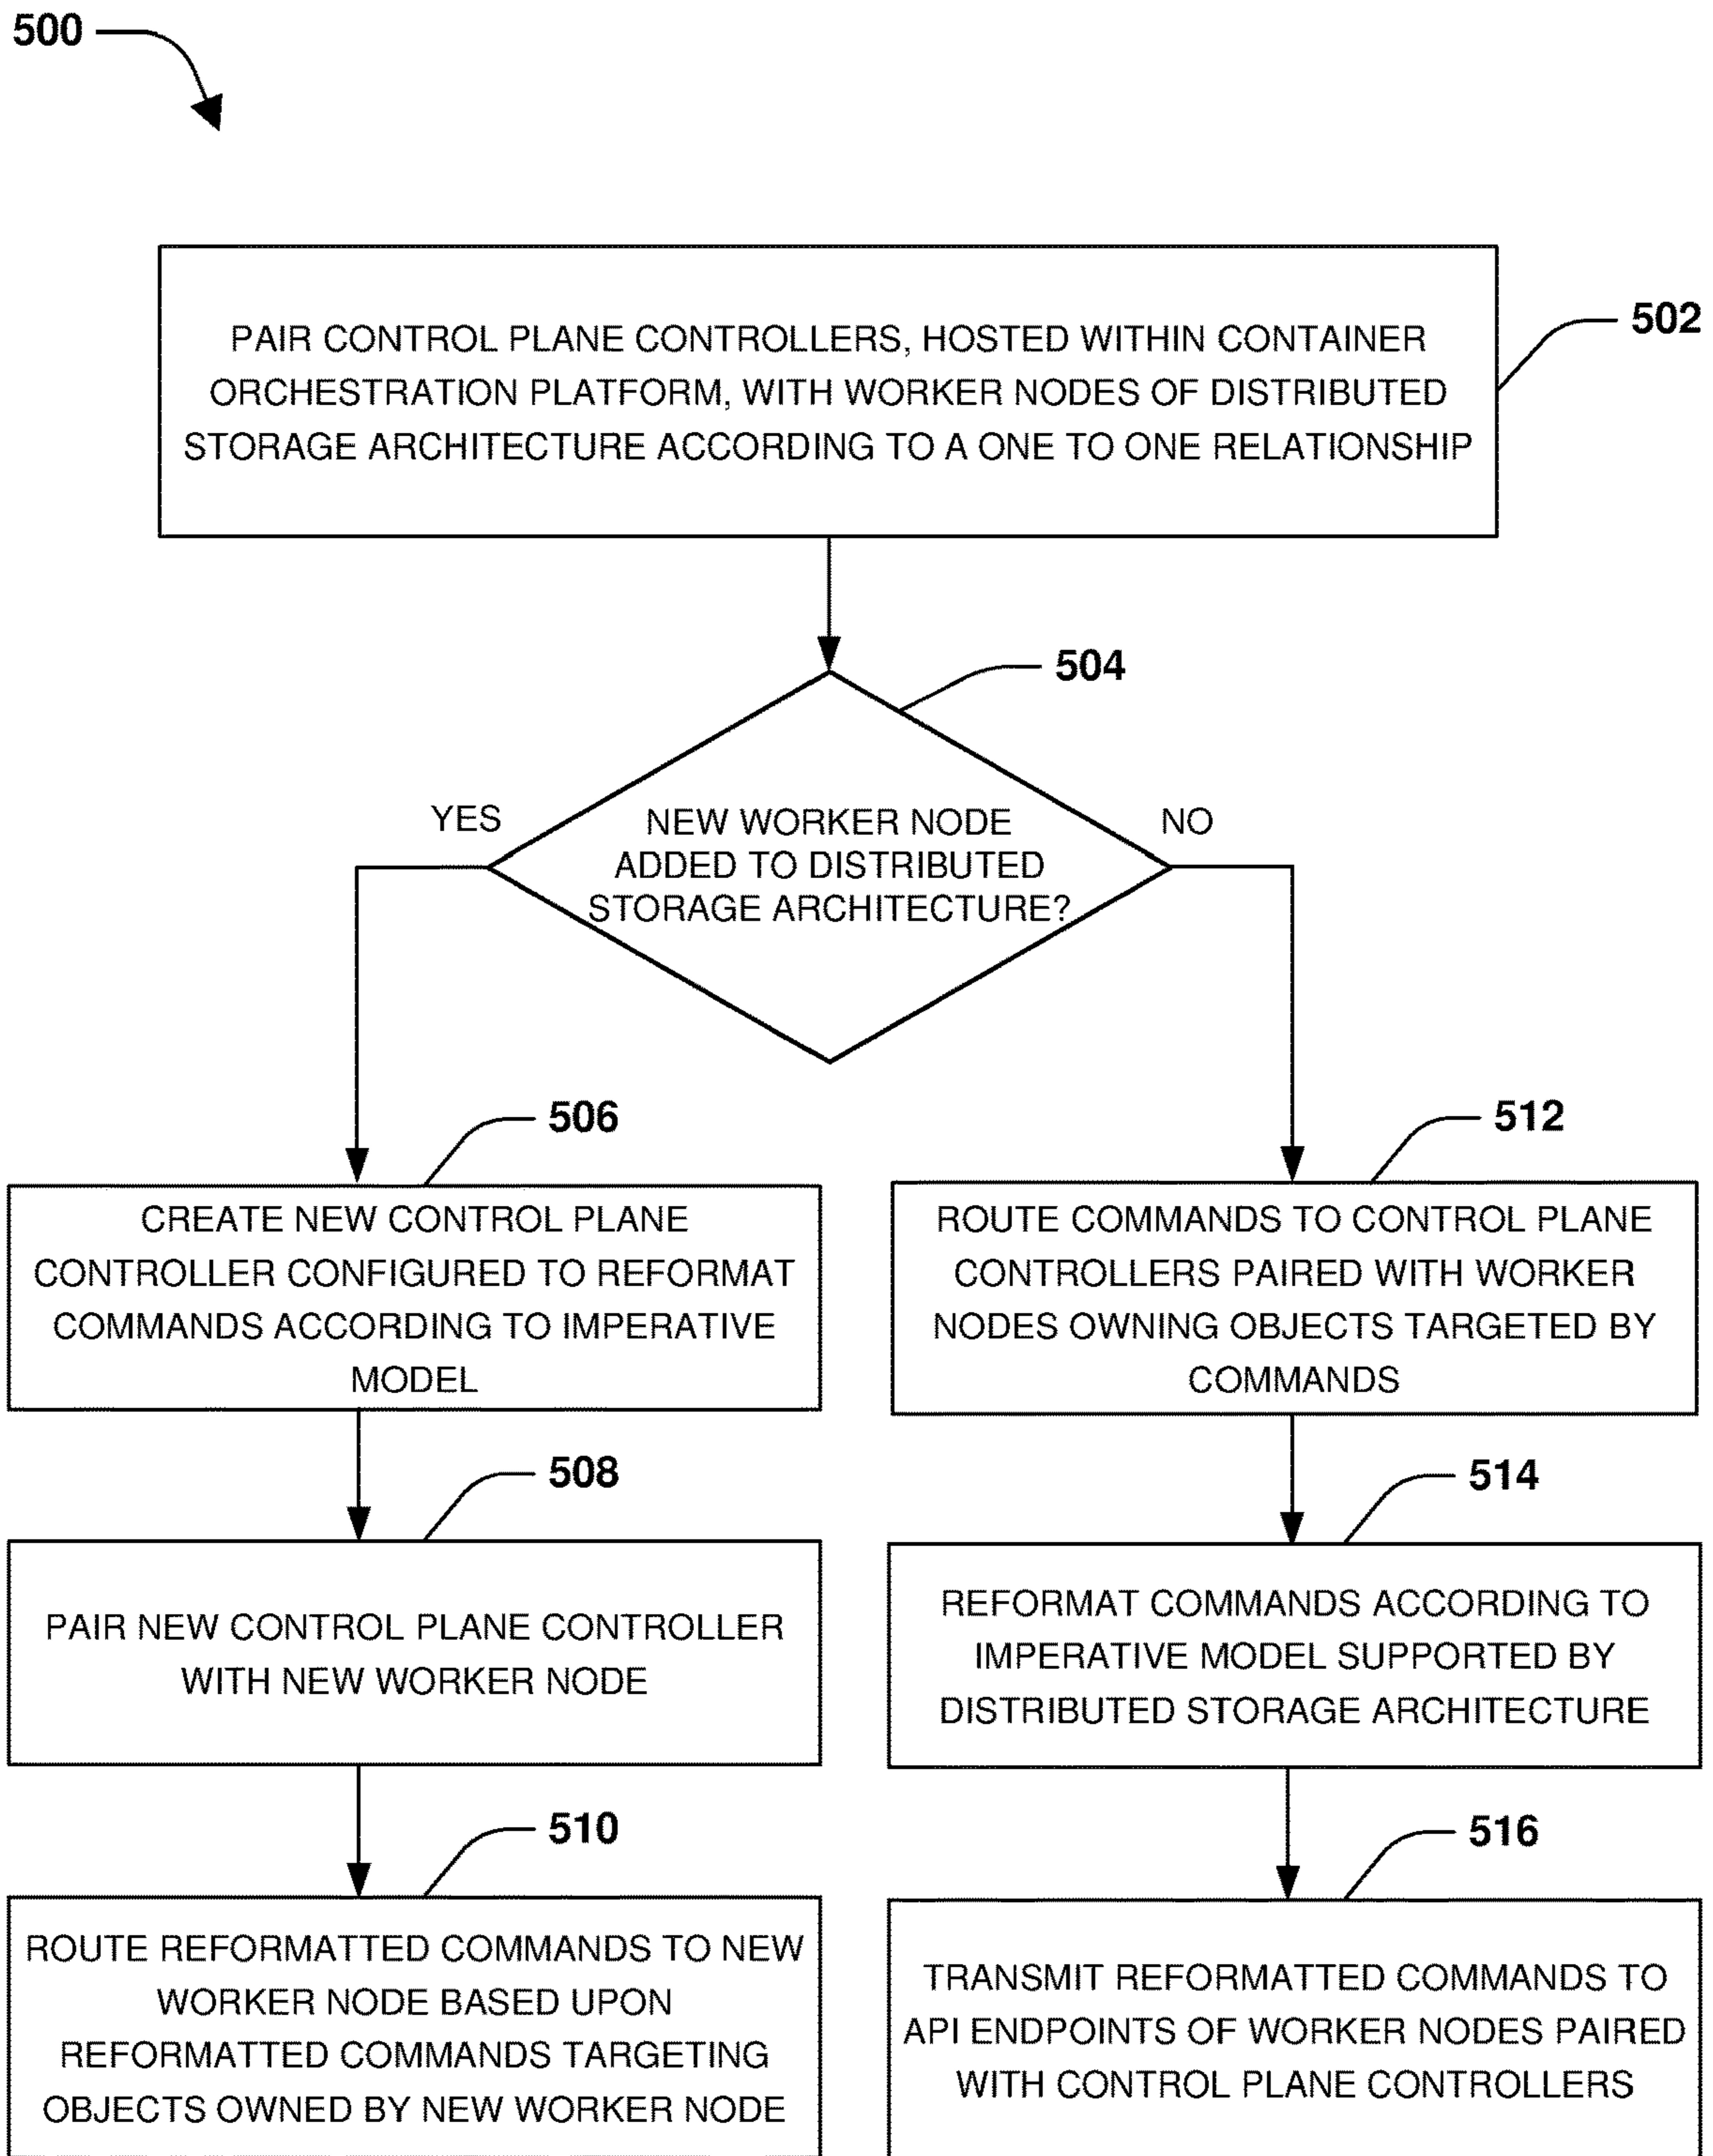 500
PAIR CONTROL PLANE CONTROLLERS, HOSTED WITHIN CONTAINER
ORCHESTRATION PLATFORM, WITH WORKER NODES OF DISTRIBUTED
STORAGE ARCHITECTURE ACCORDING TO A ONE TO ONE RELATIONSHIP
502
504
YES
NEW WORKER NODE
ADDED TO DISTRIBUTED
STORAGE ARCHITECTURE?
NO
506
CREATE NEW CONTROL PLANE
CONTROLLER CONFIGURED TO REFORMAT
COMMANDS ACCORDING TO IMPERATIVE
MODEL
508
PAIR NEW CONTROL PLANE CONTROLLER
WITH NEW WORKER NODE
510
ROUTE REFORMATTED COMMANDS TO NEW
WORKER NODE BASED UPON
REFORMATTED COMMANDS TARGETING
OBJECTS OWNED BY NEW WORKER NODE
512
ROUTE COMMANDS TO CONTROL PLANE
CONTROLLERS PAIRED WITH WORKER
NODES OWNING OBJECTS TARGETED BY
COMMANDS
514
REFORMAT COMMANDS ACCORDING TO
IMPERATIVE MODEL SUPPORTED BY
DISTRIBUTED STORAGE ARCHITECTURE
516
TRANSMIT REFORMATTED COMMANDS TO
API ENDPOINTS OF WORKER NODES PAIRED
WITH CONTROL PLANE CONTROLLERS